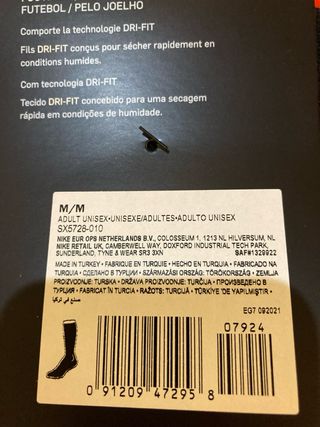 FUTEBOL / PELO JOELHO
Comporte la technologie DRI-FIT
Fils DRI-FIT conçus pour sécher rapidement en
conditions humides.
Com tecnologia DRI-FIT
Tecido DRI-FIT concebido para uma secagem
rápida em condições de humidade.
M/M
ADULT UNISEX•UNISEXE/ADULTES•ADULTO UNISEX
SX5728-010
NIKE EUR OPS NETHERLANDS B.V., COLOSSEUM 1, 1213 NL HILVERSUM, NL
NIKE RETAIL UK, CAMBERWELL WAY, DOXFORD INDUSTRIAL TECH PARK,
SUNDERLAND, TYNE & WEAR SR3 3XN SAF#1329922
MADE IN TURKEY • FABRIQUE EN TURQUIE • HECHO EN TURQUIA • FABRICADO NA
TURQUIA • СДЕЛАНО В ТУРЦИИ • SZÁRMAZÁSI ORSZÁG: TÖRÖKORSZÁG • ZEMLJA
PROIZVODNJE: TURSKA • DRŽAVA PROIZVODNJE: TURČIJA • ПРОИЗВЕДЕНО В
ТУРЦИЯ • FABRICAT ÎN TURCIA • RAŽOTS: TURCIJĀ • TÜRKİYE'DE YAPILMIŞTIR •
صنع في تركيا
EG7 092021
07924
0 91209 47295 8